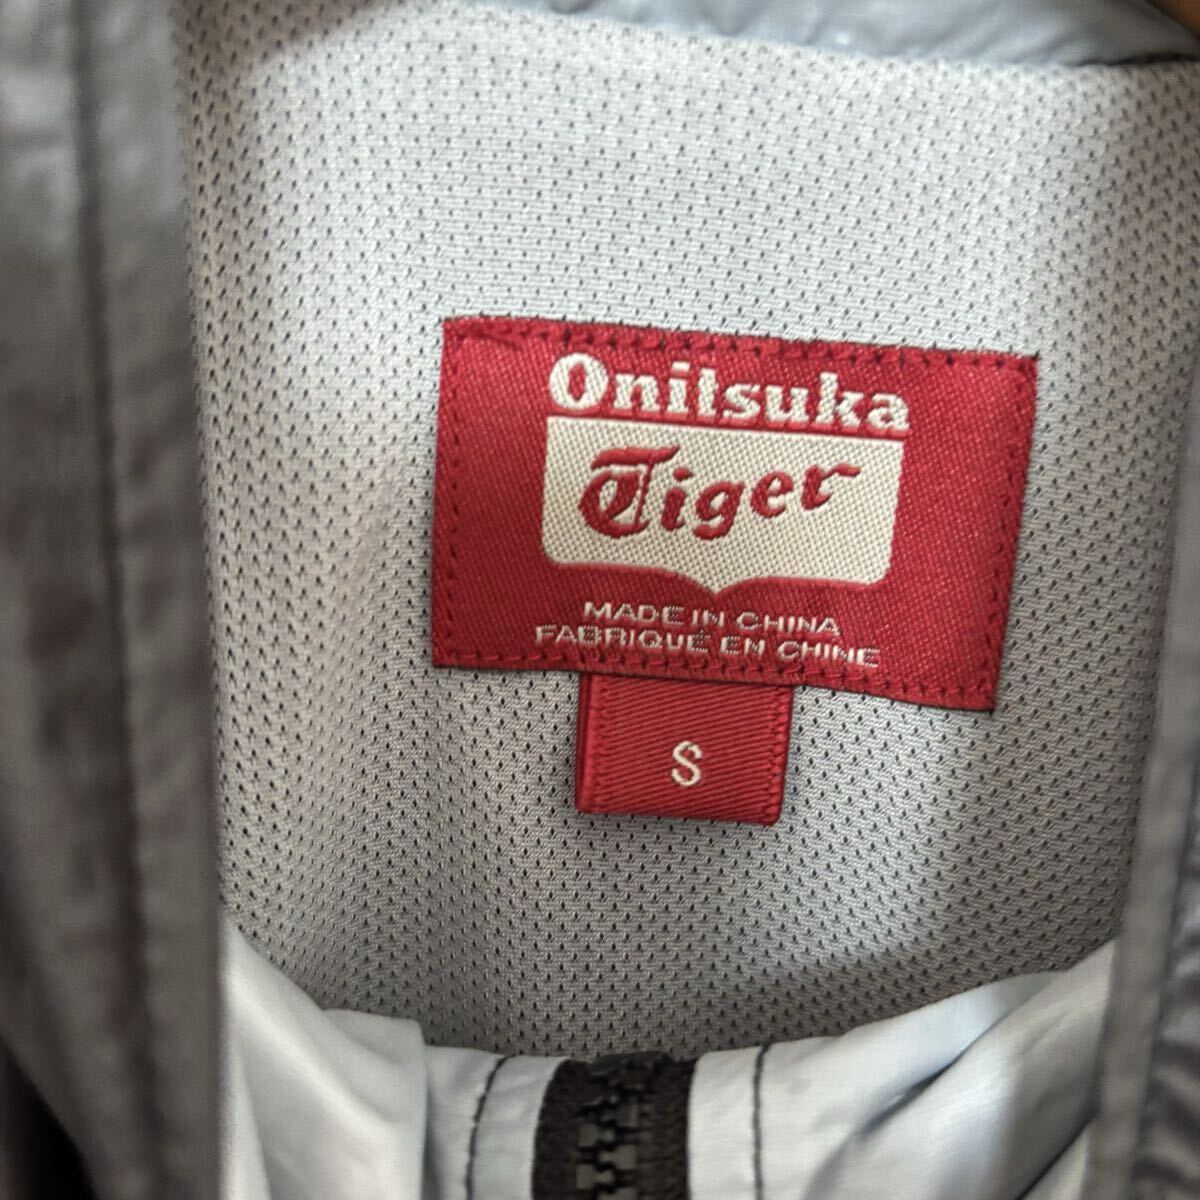 Onitsuka
Tiger
MADE IN CHINA
FABRIQUÉ EN CHINE
S